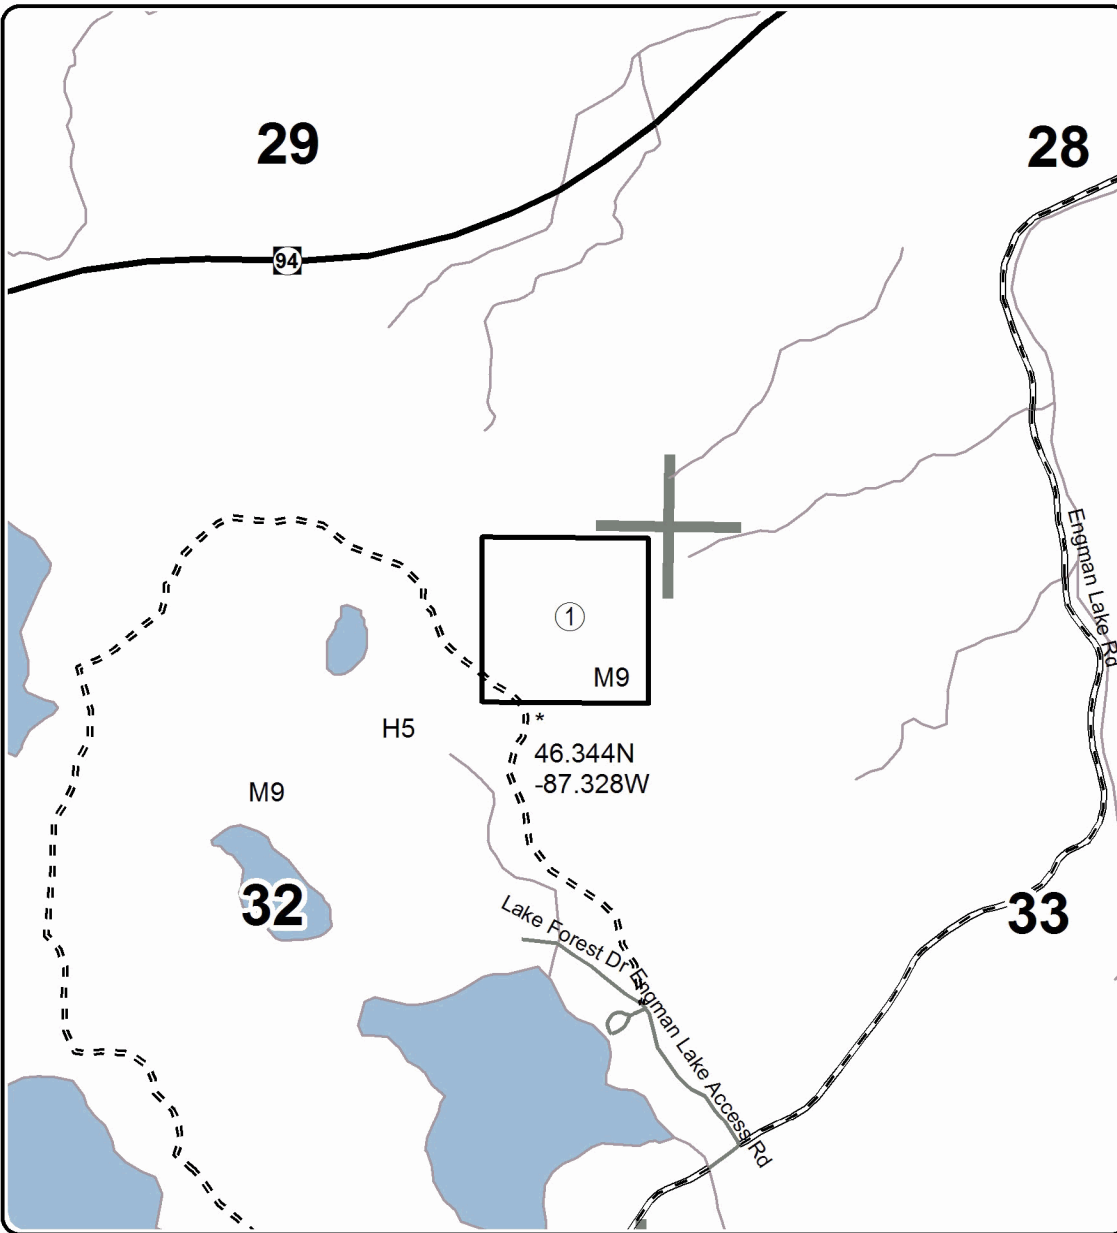 29
28
94
Engman Lake Rd
1
M9
*
H5
46.344N
-87.328W
M9
32
33
Lake Forest Dr
Engman Lake Access Rd